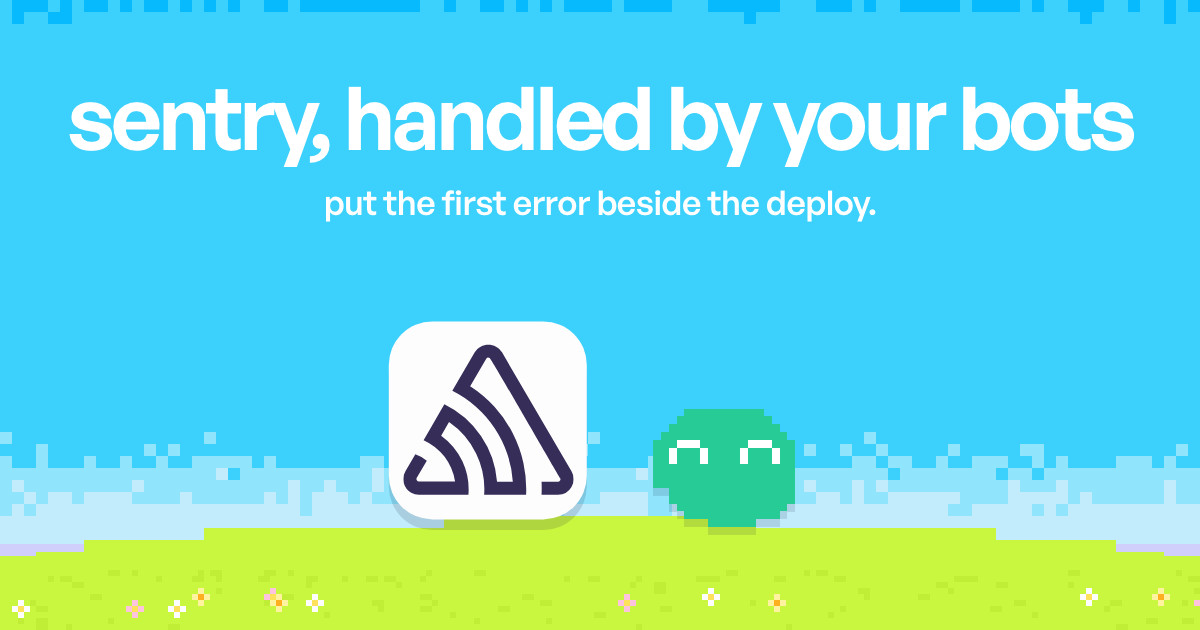 sentry, handled by your bots
put the first error beside the deploy.